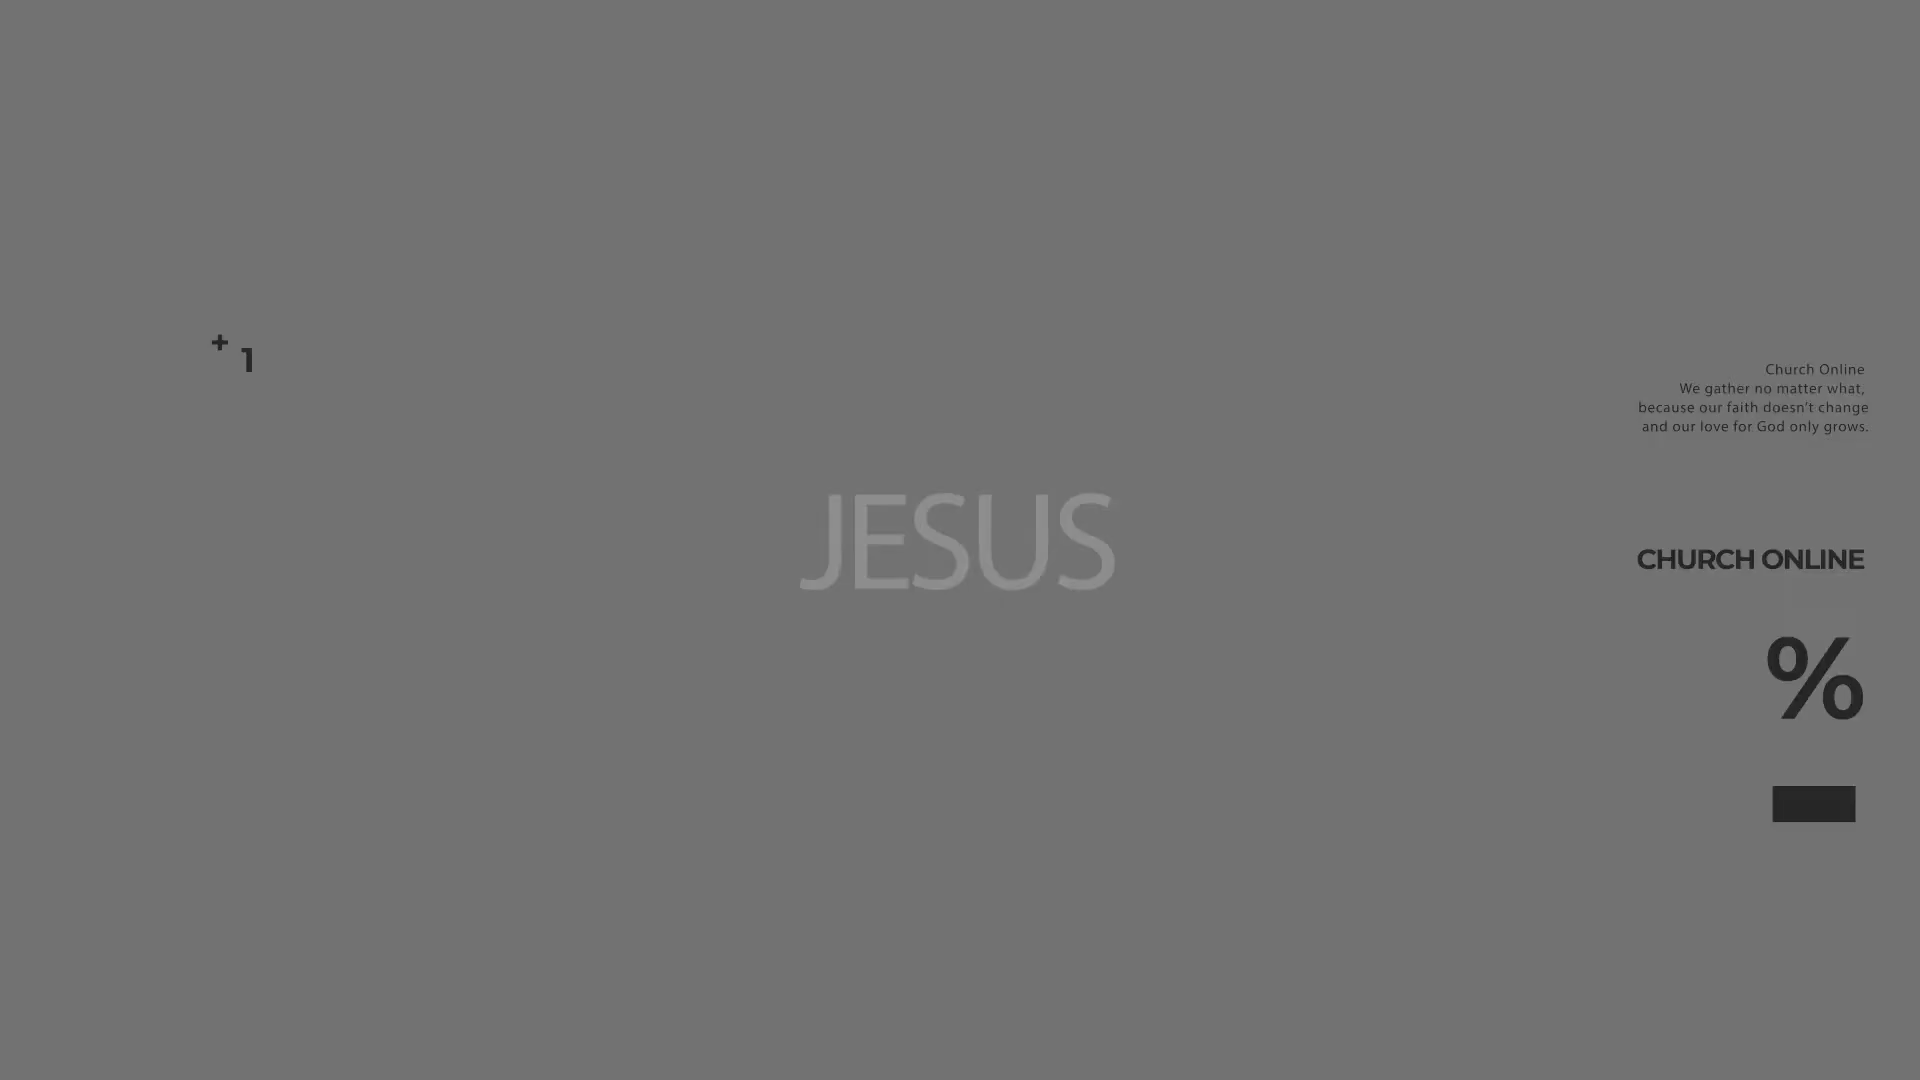 + 1
Church Online
We gather no matter what,
because our faith doesn't change
and our love for God only grows.
JESUS
CHURCH ONLINE
%